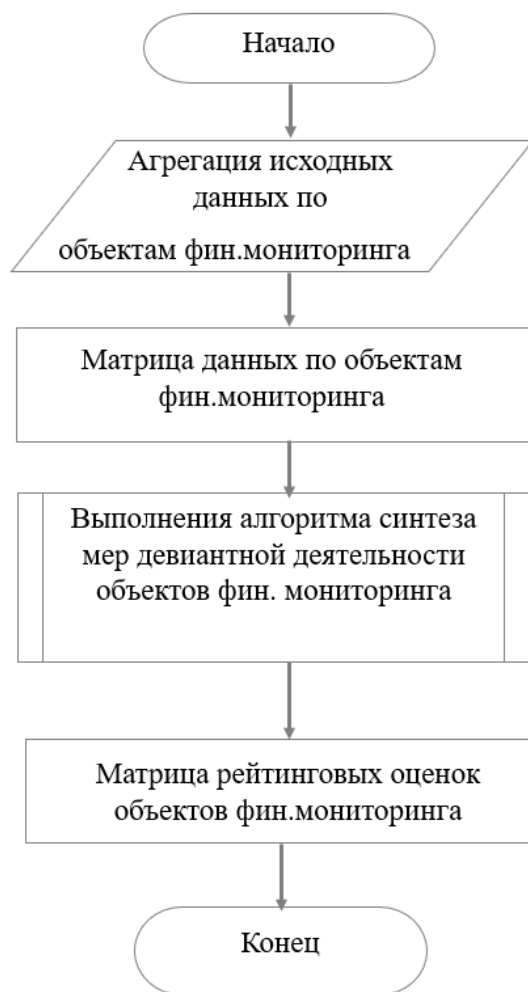 Начало
Агрегация исходных
данных по
объектам фин.мониторинга
Матрица данных по объектам
фин.мониторинга
Выполнения алгоритма синтеза
мер девиантной деятельности
объектов фин. мониторинга
Матрица рейтинговых оценок
объектов фин.мониторинга
Конец